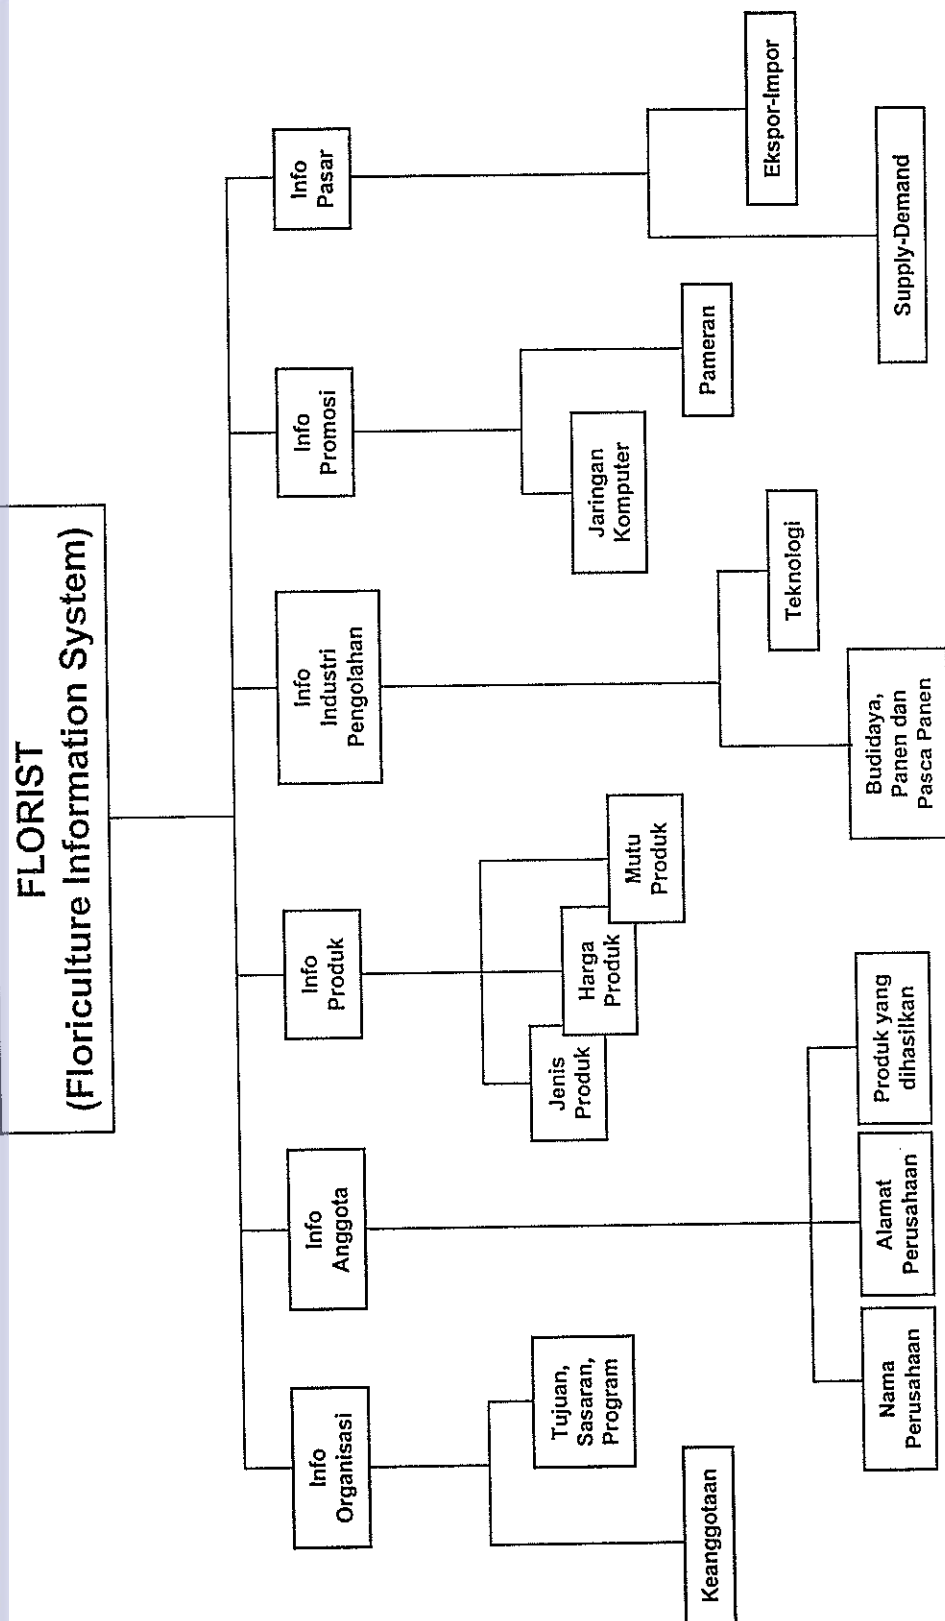 FLORIST
(Floriculture Information System)
Info
Organisasi
Info
Anggota
Info
Produk
Info
Industri
Pengolahan
Info
Promosi
Info
Pasar
Keanggotaan
Tujuan,
Sasaran,
Program
Nama
Perusahaan
Alamat
Perusahaan
Produk yang
dihasilkan
Jenis
Produk
Harga
Produk
Mutu
Produk
Budidaya,
Panen dan
Pasca Panen
Teknologi
Jaringan
Komputer
Pameran
Supply-Demand
Ekspor-Impor